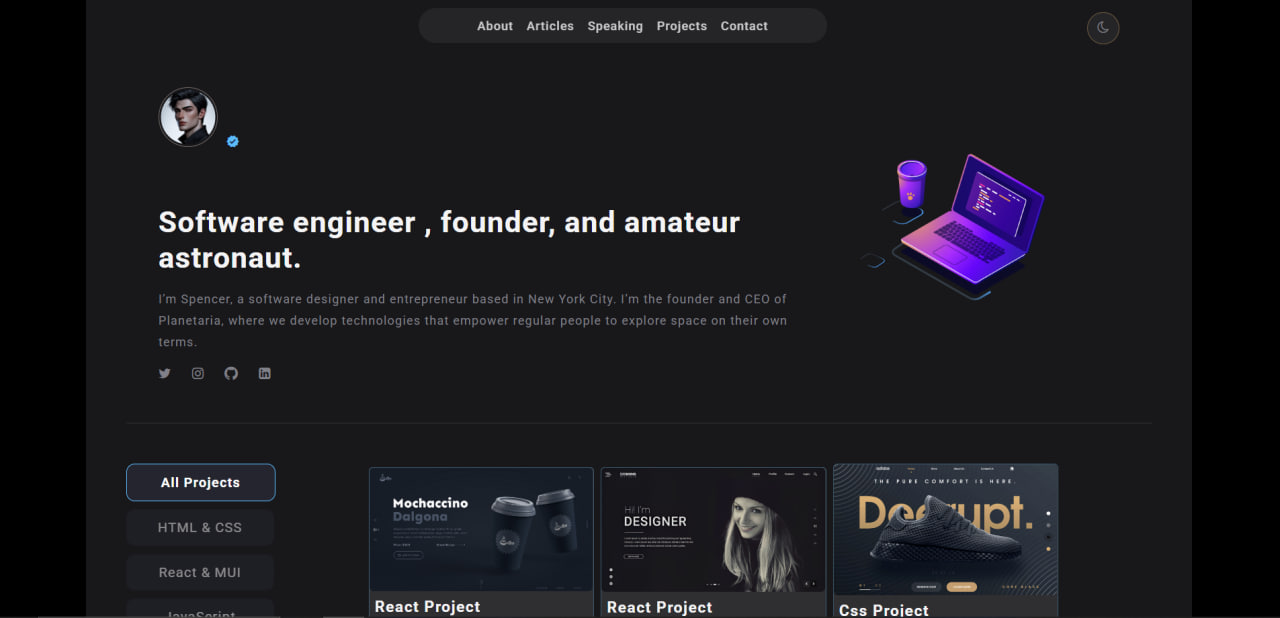 About Articles Speaking Projects Contact
Software engineer , founder, and amateur
astronaut.
I'm Spencer, a software designer and entrepreneur based in New York City. I'm the founder and CEO of
Planetaria, where we develop technologies that empower regular people to explore space on their own
terms.
All Projects
HTML & CSS
React & MUI
JavaScript
Mochaccino
Dalgona
React Project
Hi! I'm
DESIGNER
React Project
THE PURE COMFORT IS HERE.
Css Project